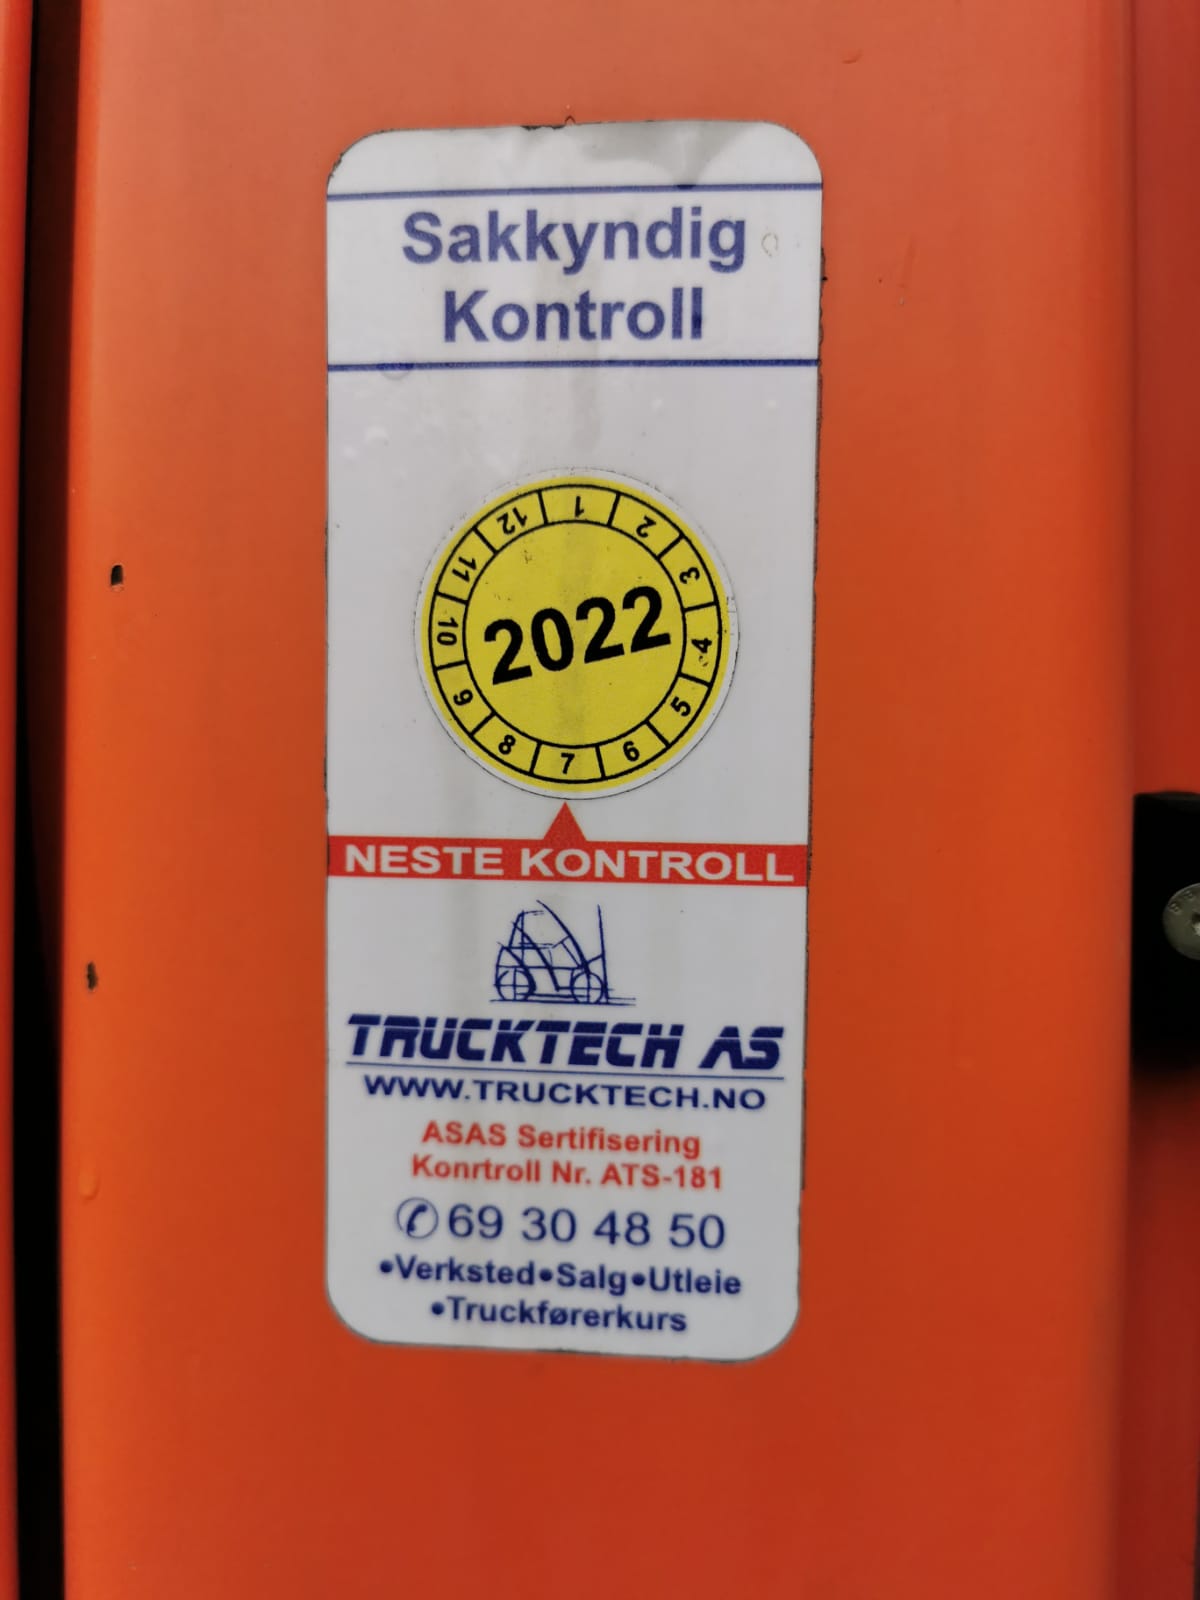 Sakkyndig
Kontroll
12 1 2 3 4 5 6 7 8 9 10 11
2022
NESTE KONTROLL
TRUCKTECH AS
WWW.TRUCKTECH.NO
ASAS Sertifisering
Konrtroll Nr. ATS-181
✆69 30 48 50
•Verksted•Salg•Utleie
•Truckførerkurs